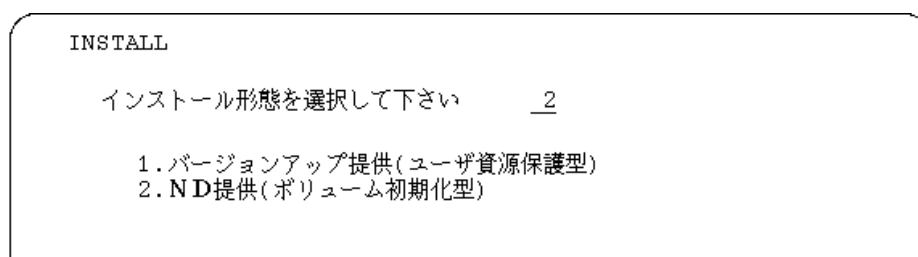 INSTALL
インストール形態を選択して下さい 2
1.バージョンアップ提供(ユーザ資源保護型)
2.ND提供(ボリューム初期化型)